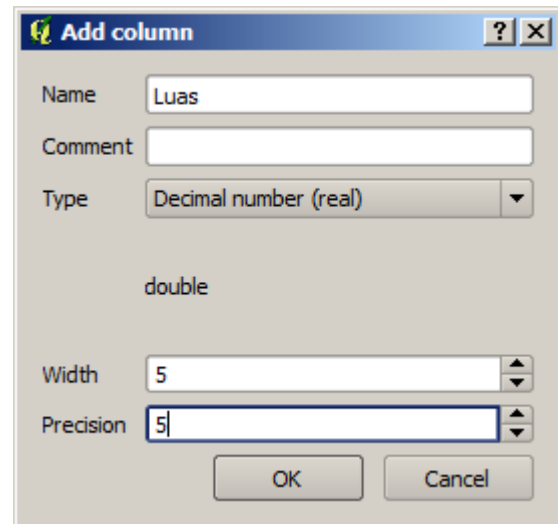 Add column
Name Luas
Comment
Type Decimal number (real)
double
Width 5
Precision 5
OK Cancel